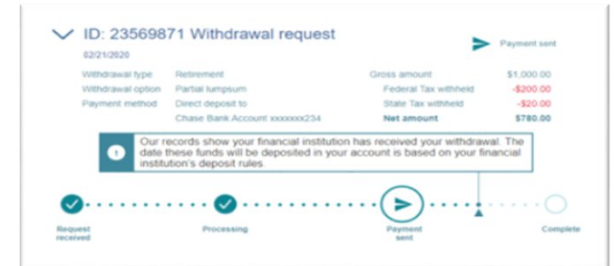 ID: 23569871 Withdrawal request
Payment sent
02/21/2020
Withdrawal type Retirement Gross amount $1,000.00
Withdrawal option Partial lumpsum Federal Tax withheld -$200.00
Payment method Direct deposit to State Tax withheld -$20.00
Chase Bank Account xxxxxxx234 Net amount $780.00
Our records show your financial institution has received your withdrawal. The
date these funds will be deposited in your account is based on your financial
institution's deposit rules.
Request received
Processing
Payment sent
Complete